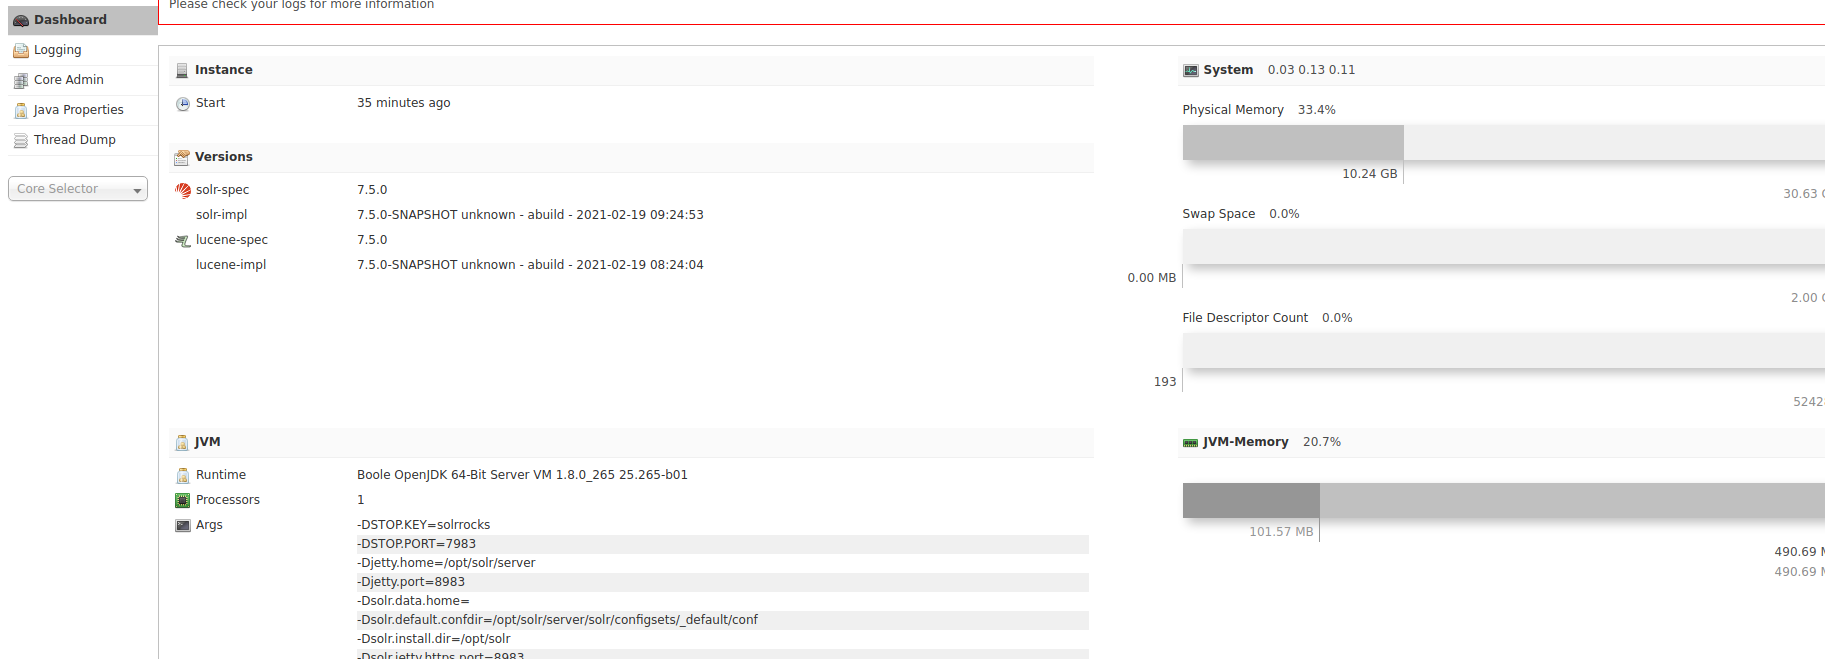 Please check your logs for more information
Dashboard
Logging
Core Admin
Java Properties
Thread Dump
Core Selector
Instance
Start 35 minutes ago
Versions
solr-spec 7.5.0
solr-impl 7.5.0-SNAPSHOT unknown - abuild - 2021-02-19 09:24:53
lucene-spec 7.5.0
lucene-impl 7.5.0-SNAPSHOT unknown - abuild - 2021-02-19 08:24:04
JVM
Runtime Boole OpenJDK 64-Bit Server VM 1.8.0_265 25.265-b01
Processors 1
Args -DSTOP.KEY=solrrocks
-DSTOP.PORT=7983
-Djetty.home=/opt/solr/server
-Djetty.port=8983
-Dsolr.data.home=
-Dsolr.default.confdir=/opt/solr/server/solr/configsets/_default/conf
-Dsolr.install.dir=/opt/solr
-Dsolr.jetty.https.port=8983
System 0.03 0.13 0.11
Physical Memory 33.4%
10.24 GB
30.63
Swap Space 0.0%
0.00 MB
2.00
File Descriptor Count 0.0%
193
5242
JVM-Memory 20.7%
101.57 MB
490.69
490.69